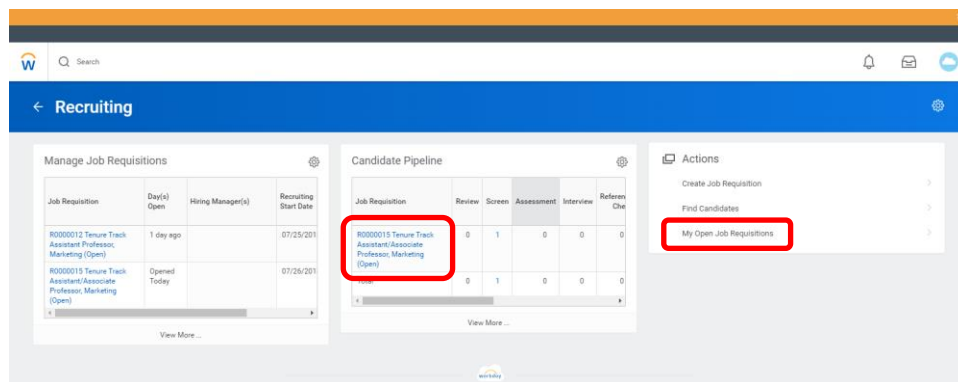 w
Search
← Recruiting
Manage Job Requisitions
Job Requisition
Day(s)
Open
Hiring Manager(s)
Recruiting
Start Date
R0000012 Tenure Track
Assistant Professor,
Marketing (Open)
1 day ago
07/25/201
R0000015 Tenure Track
Assistant/Associate
Professor, Marketing
(Open)
Opened
Today
07/26/201
View More ...
Candidate Pipeline
Job Requisition
Review
Screen
Assessment
Interview
Referen
Che
R0000015 Tenure Track
Assistant/Associate
Professor, Marketing
(Open)
0
1
0
0
0
Total
0
1
0
0
0
View More ...
Actions
Create Job Requisition
Find Candidates
My Open Job Requisitions
workday